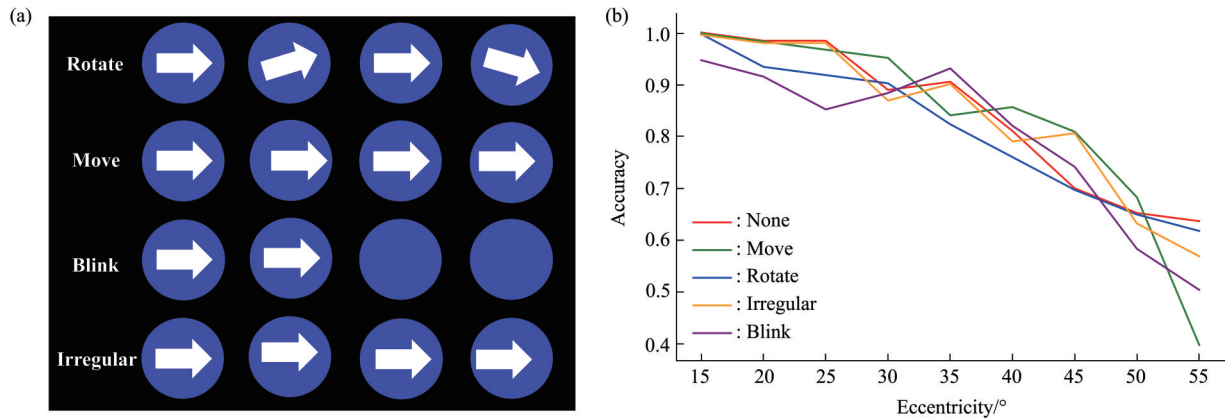 (a)
Rotate
Move
Blink
Irregular
(b)
Accuracy
1.0
0.9
0.8
0.7
0.6
0.5
0.4
: None
: Move
: Rotate
: Irregular
: Blink
15 20 25 30 35 40 45 50 55
Eccentricity/°